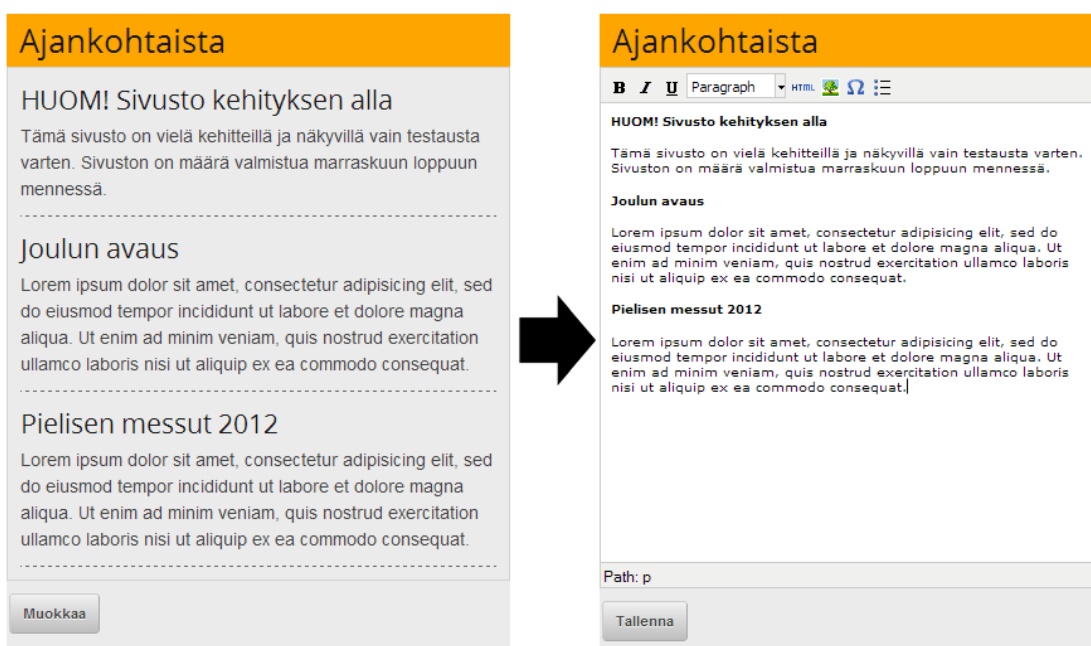 Ajankohtaista
HUOM! Sivusto kehityksen alla
Tämä sivusto on vielä kehitteillä ja näkyvillä vain testausta
varten. Sivuston on määrä valmistua marraskuun loppuun
mennessä.
Joulun avaus
Lorem ipsum dolor sit amet, consectetur adipisicing elit, sed
do eiusmod tempor incididunt ut labore et dolore magna
aliqua. Ut enim ad minim veniam, quis nostrud exercitation
ullamco laboris nisi ut aliquip ex ea commodo consequat.
Pielisen messut 2012
Lorem ipsum dolor sit amet, consectetur adipisicing elit, sed
do eiusmod tempor incididunt ut labore et dolore magna
aliqua. Ut enim ad minim veniam, quis nostrud exercitation
ullamco laboris nisi ut aliquip ex ea commodo consequat.
Muokkaa
Ajankohtaista
B I U Paragraph HTML Ω
HUOM! Sivusto kehityksen alla
Tämä sivusto on vielä kehitteillä ja näkyvillä vain testausta varten.
Sivuston on määrä valmistua marraskuun loppuun mennessä.
Joulun avaus
Lorem ipsum dolor sit amet, consectetur adipisicing elit, sed do
eiusmod tempor incididunt ut labore et dolore magna aliqua. Ut
enim ad minim veniam, quis nostrud exercitation ullamco laboris
nisi ut aliquip ex ea commodo consequat.
Pielisen messut 2012
Lorem ipsum dolor sit amet, consectetur adipisicing elit, sed do
eiusmod tempor incididunt ut labore et dolore magna aliqua. Ut
enim ad minim veniam, quis nostrud exercitation ullamco laboris
nisi ut aliquip ex ea commodo consequat.
Path: p
Tallenna